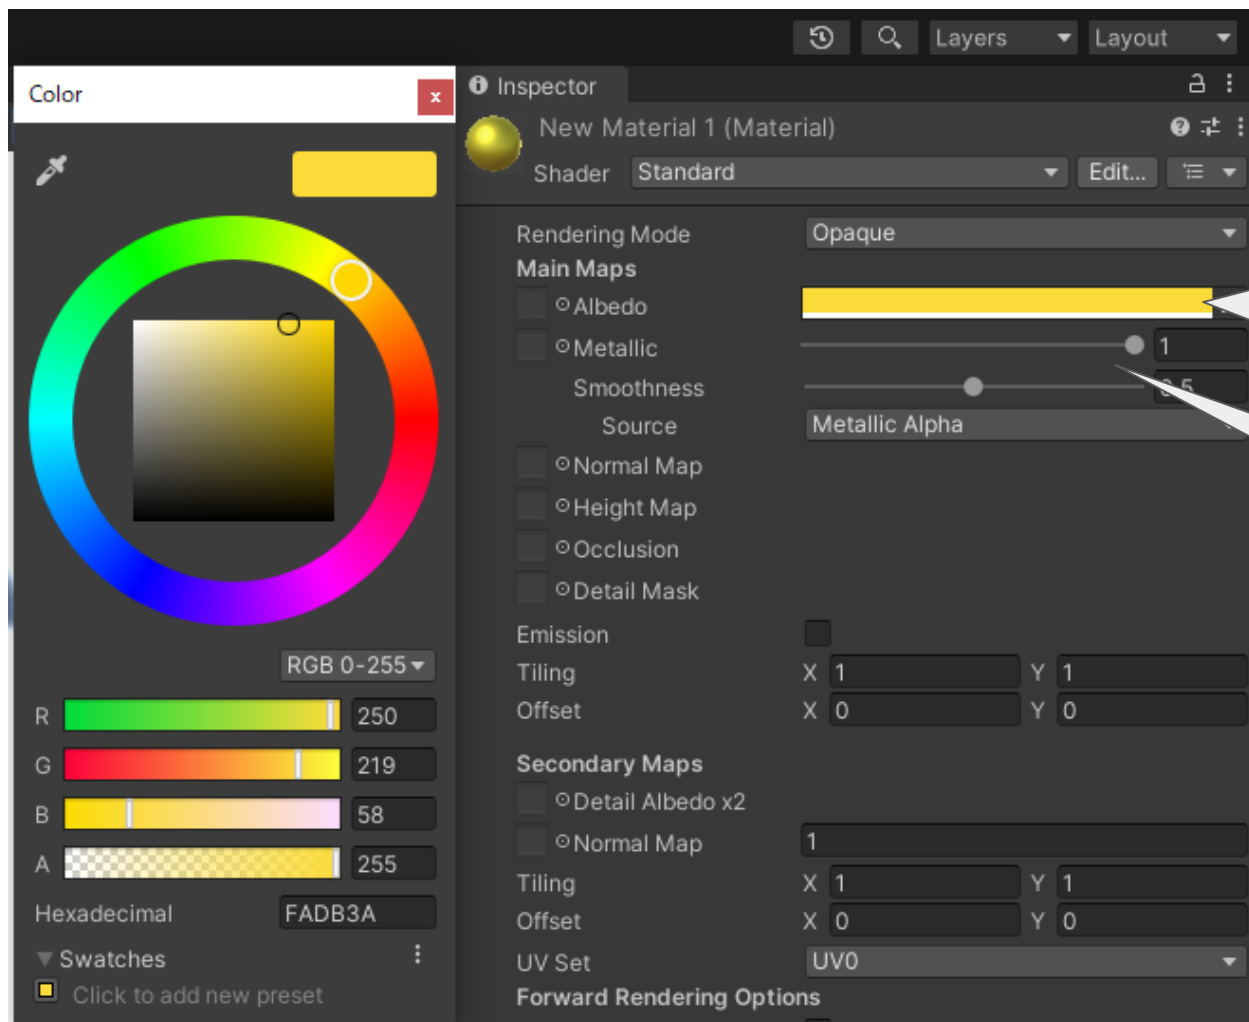 Layers
Layout
Color
x
Inspector
New Material 1 (Material)
Shader Standard Edit...
Rendering Mode Opaque
Main Maps
Albedo
Metallic 1
Smoothness 0.5
Source Metallic Alpha
Normal Map
Height Map
Occlusion
Detail Mask
Emission
Tiling X 1 Y 1
Offset X 0 Y 0
Secondary Maps
Detail Albedo x2
Normal Map 1
Tiling X 1 Y 1
Offset X 0 Y 0
UV Set UV0
Forward Rendering Options
RGB 0-255
R 250
G 219
B 58
A 255
Hexadecimal FADB3A
Swatches
Click to add new preset